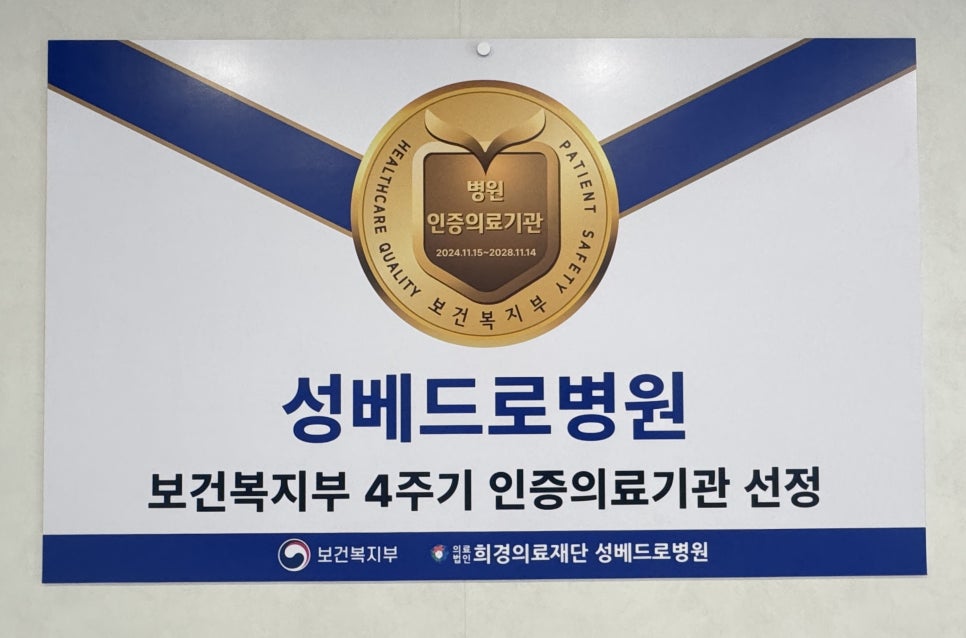 HEALTHCARE QUALITY
PATIENT SAFETY
병원
인증의료기관
2024.11.15~2028.11.14
보건복지부
성베드로병원
보건복지부 4주기 인증의료기관 선정
보건복지부 의료법인 희경의료재단 성베드로병원